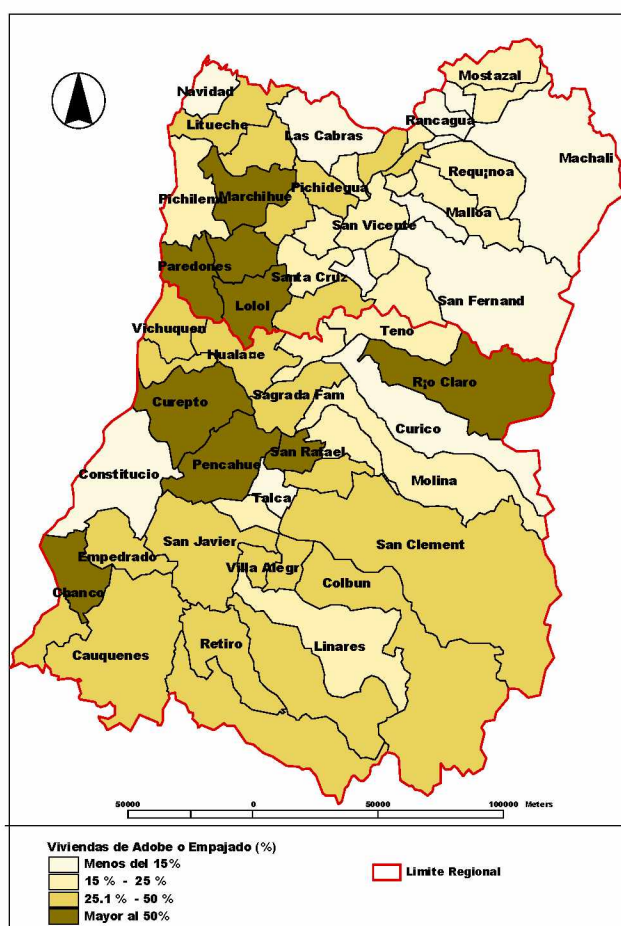 Mostazal
Navidad
Rancagua
Litueche
Las Cabras
Machali
Requ¡noa
Pichidegua
Marchihue
Pichilemu
Malloa
San Vicente
Paredones
Santa Cruz
Lolol
San Fernand
Vichuquen
Teno
Hualane
R¡o Claro
Sagrada Fam
Curepto
Curico
San Rafael
Pencahue
Molina
Constitucio
Talca
San Javier
San Clement
Empedrado
Villa Alegr
Colbun
Chanco
Retiro
Linares
Cauquenes
50000 0 50000 100000 Meters
Viviendas de Adobe o Empajado (%)
Menos del 15%
15 % - 25 %
25.1 % - 50 %
Mayor al 50%
Limite Regional